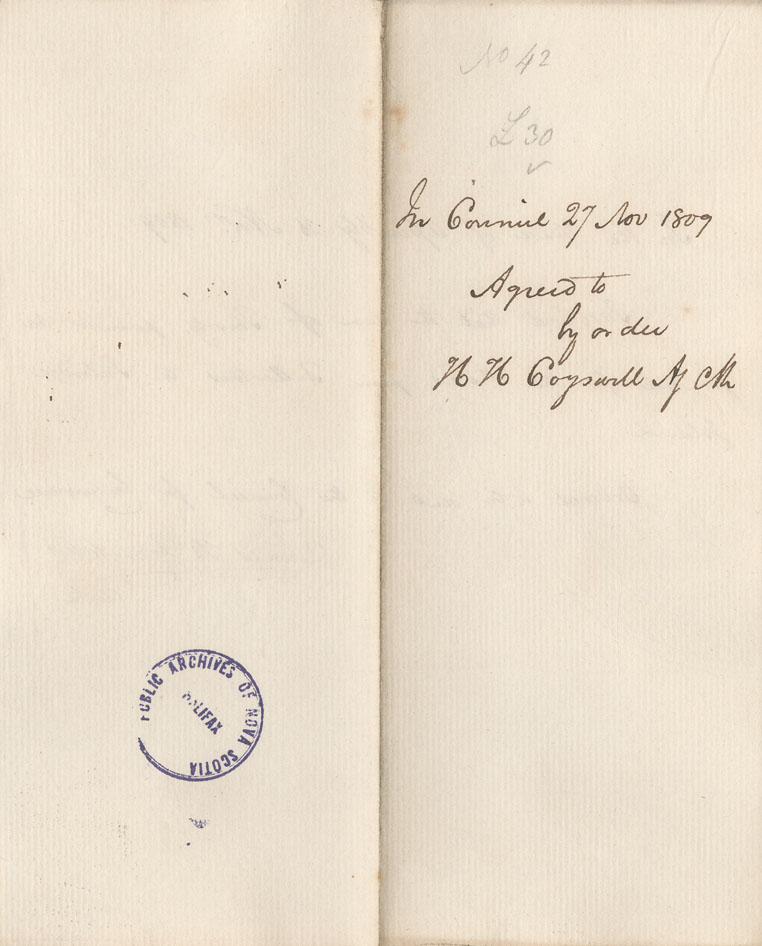 No 42
£30
In Council 27 Nov 1809
Agreed to
by order
H H Cogswell Clk
PUBLIC ARCHIVES OF NOVA SCOTIA
HALIFAX